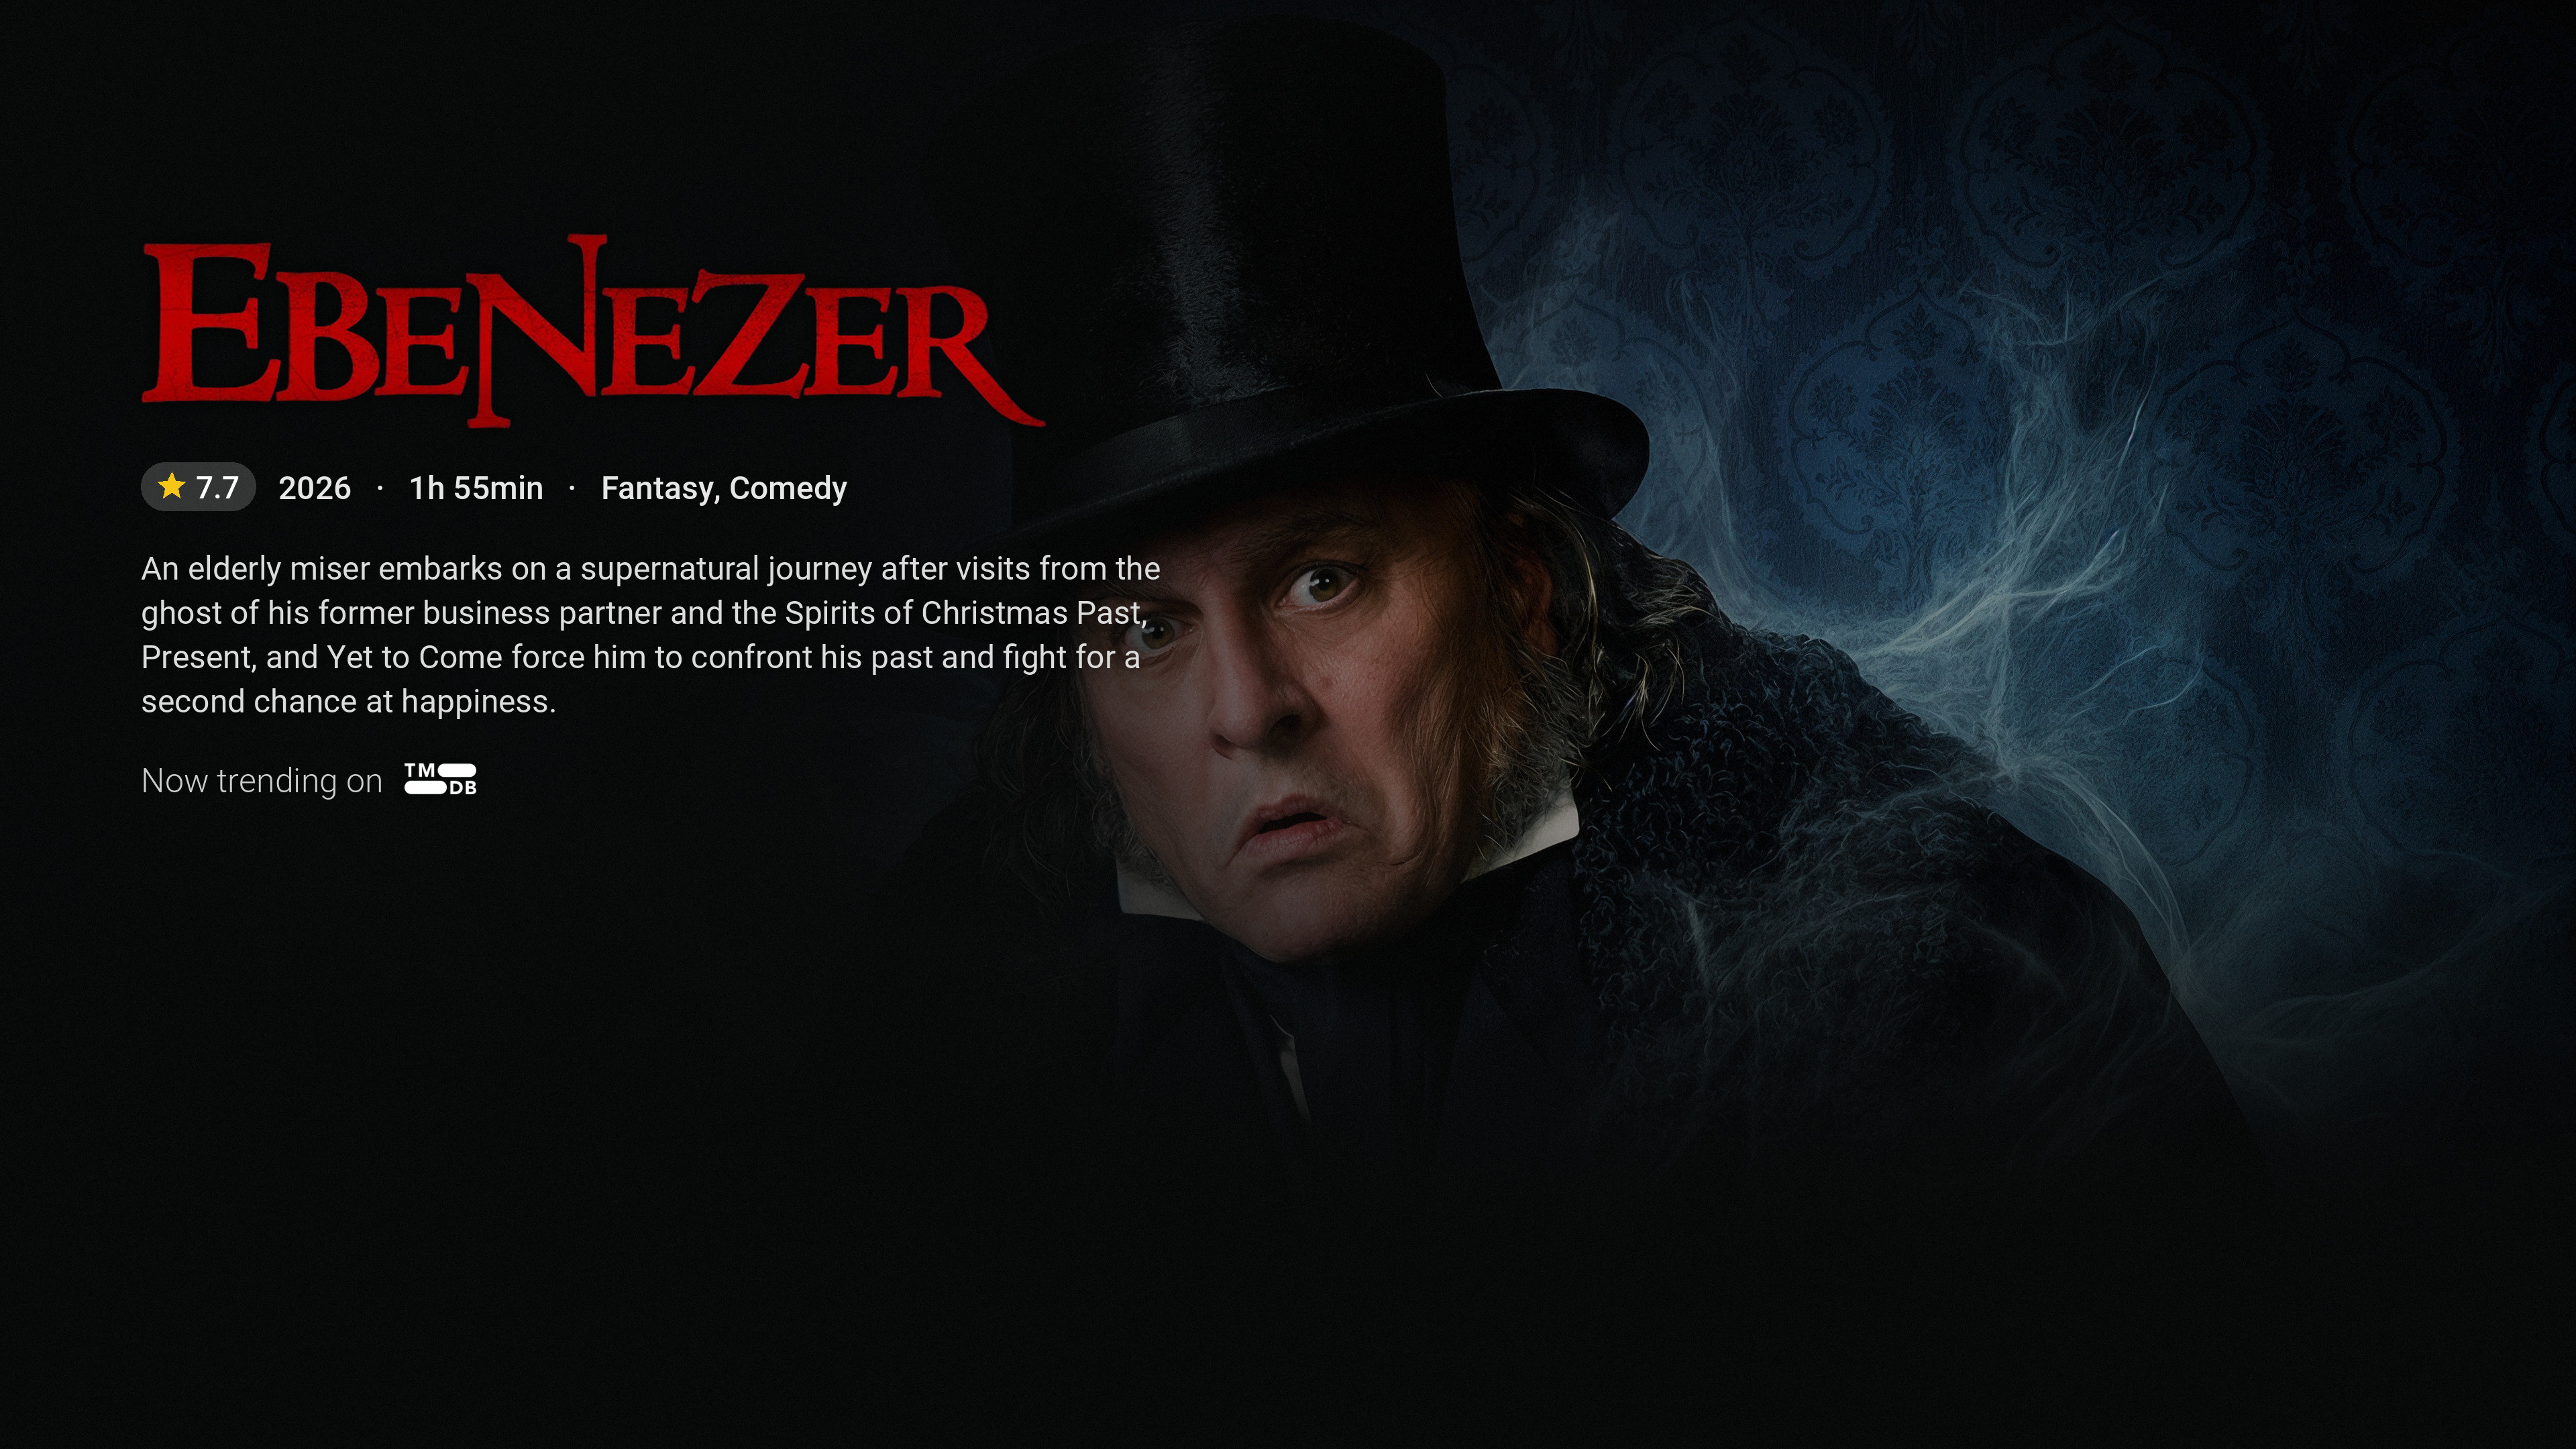 EBENEZER
7.7 2026 · 1h 55min · Fantasy, Comedy
An elderly miser embarks on a supernatural journey after visits from the
ghost of his former business partner and the Spirits of Christmas Past,
Present, and Yet to Come force him to confront his past and fight for a
second chance at happiness.
Now trending on TMDB